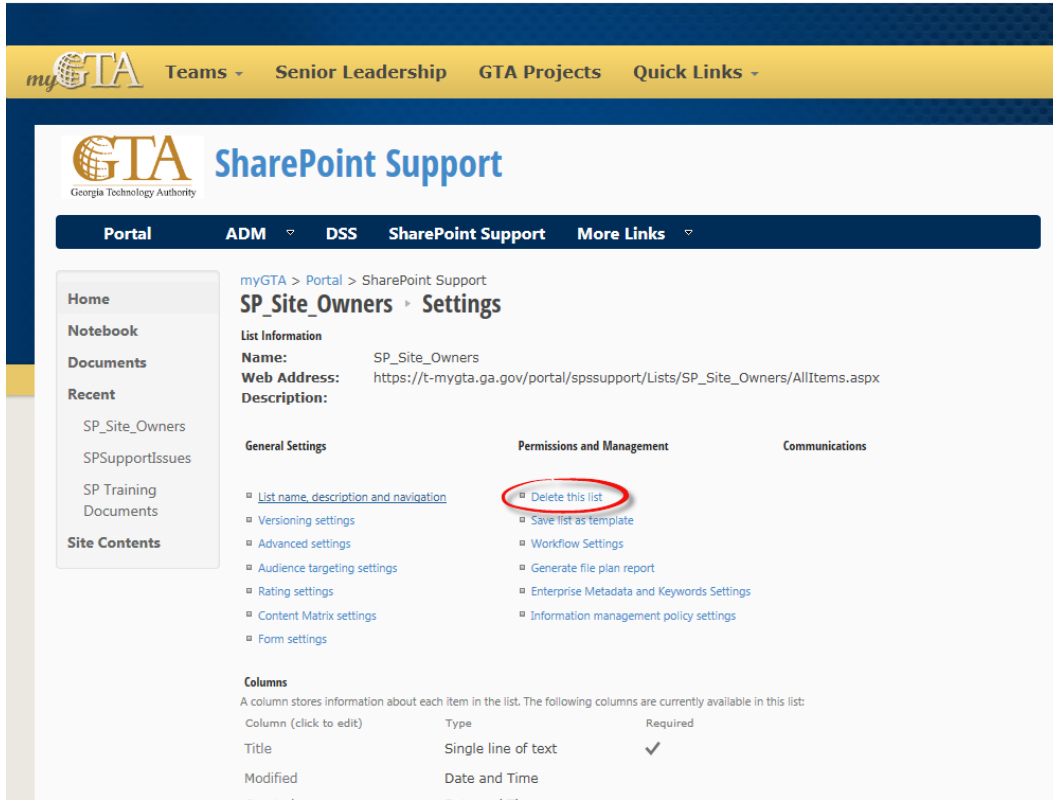 myGTA Teams Senior Leadership GTA Projects Quick Links
GTA
Georgia Technology Authority
SharePoint Support
Portal ADM DSS SharePoint Support More Links
Home
Notebook
Documents
Recent
SP_Site_Owners
SPSupportIssues
SP Training
Documents
Site Contents
myGTA > Portal > SharePoint Support
SP_Site_Owners Settings
List Information
Name: SP_Site_Owners
Web Address: https://t-mygta.ga.gov/portal/spssupport/Lists/SP_Site_Owners/AllItems.aspx
Description:
General Settings
List name, description and navigation
Versioning settings
Advanced settings
Audience targeting settings
Rating settings
Content Matrix settings
Form settings
Permissions and Management
Delete this list
Save list as template
Workflow Settings
Generate file plan report
Enterprise Metadata and Keywords Settings
Information management policy settings
Communications
Columns
A column stores information about each item in the list. The following columns are currently available in this list:
Column (click to edit) Type Required
Title Single line of text
Modified Date and Time